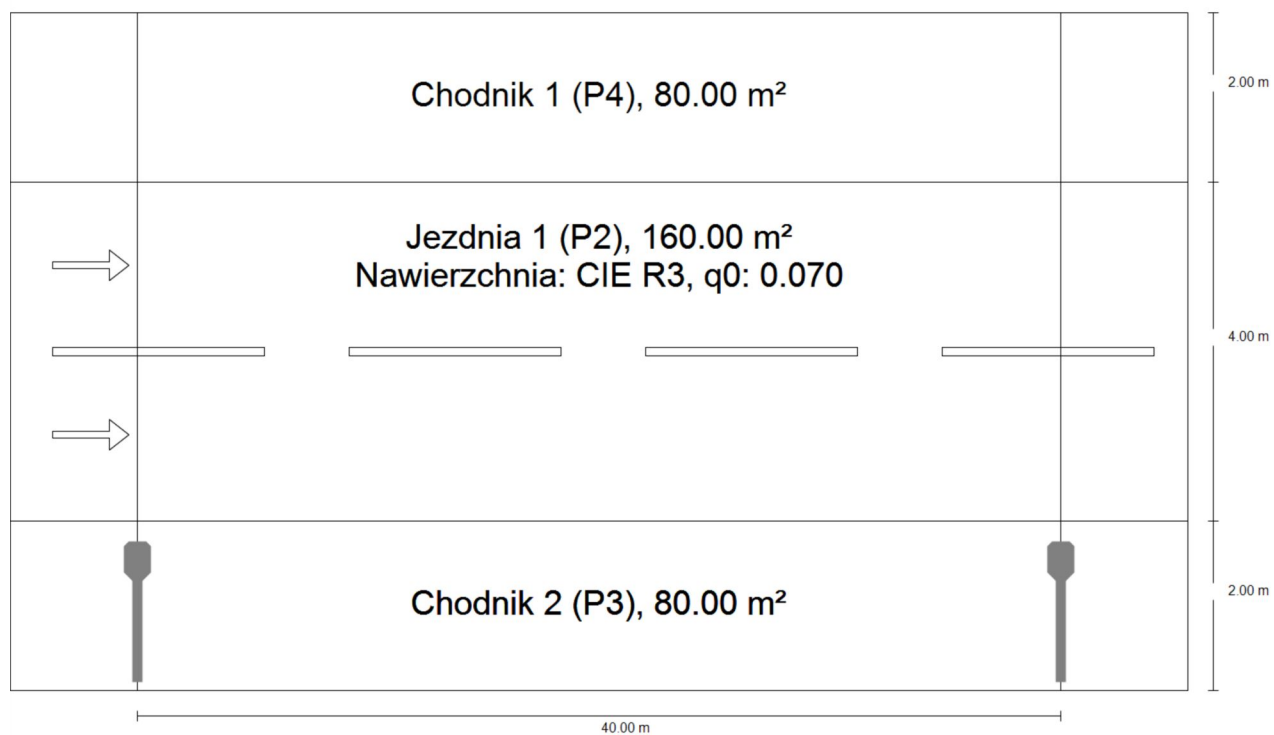 Chodnik 1 (P4), 80.00 m²
2.00 m
Jezdnia 1 (P2), 160.00 m²
Nawierzchnia: CIE R3, q0: 0.070
4.00 m
Chodnik 2 (P3), 80.00 m²
2.00 m
40.00 m